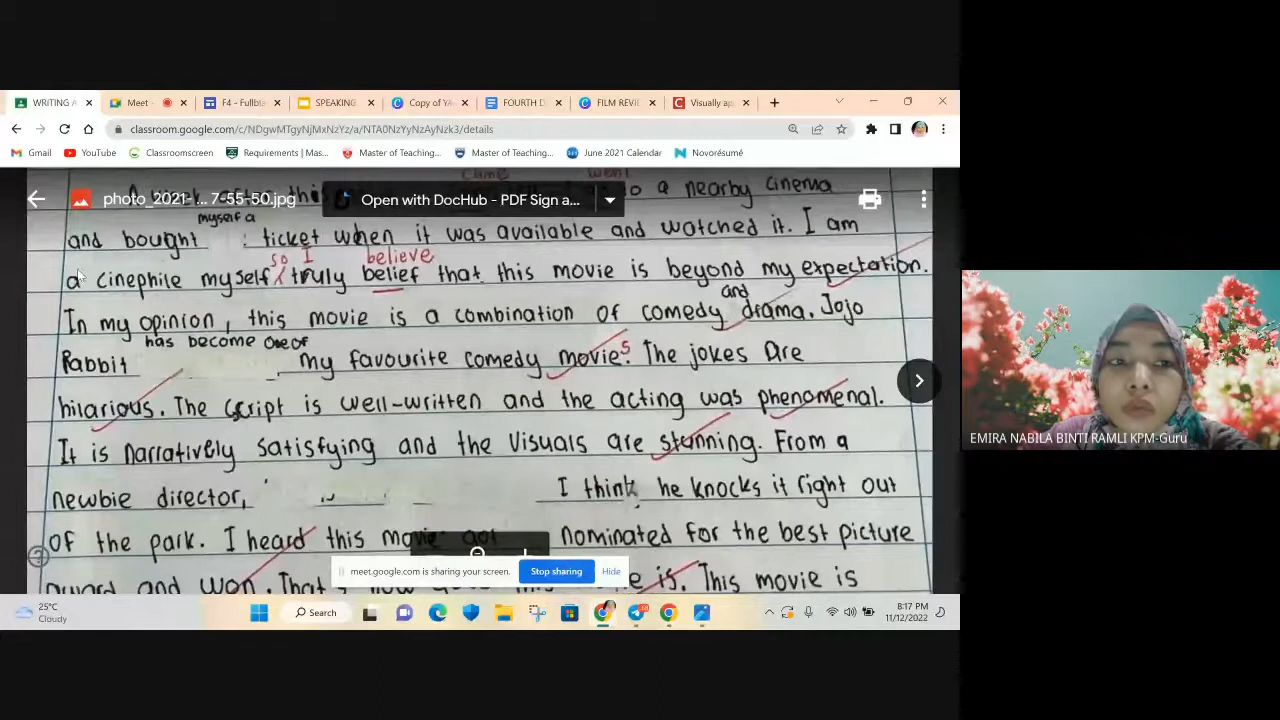 WRITING A
Meet -
F4 - Fullbla
SPEAKING
Copy of YA
FOURTH D
FILM REVIE
Visually ap
classroom.google.com/c/NDgwMTgyNjMxNzYz/a/NTA0NzYyNzAyNzk3/details
Gmail
YouTube
Classroomscreen
Requirements | Mas...
Master of Teaching...
Master of Teaching...
June 2021 Calendar
Novorésumé
photo_2021-1... 7-55-50.jpg
Open with DocHub - PDF Sign a...
came went
a nearby cinema
myself a
and bought ticket when it was available and watched it. I am
so I believe
a cinephile myself truly belief that this movie is beyond my expectation.
and
In my opinion, this movie is a combination of comedy drama. Jojo
has become one of
Rabbit my favourite comedy movies. The jokes are
hilarious. The script is well-written and the acting was phenomenal.
It is narratively satisfying and the visuals are stunning. From a
newbie director, I think he knocks it right out
of the park. I heard this movie got nominated for the best picture
award and won. That's is. This movie is
meet.google.com is sharing your screen.
Stop sharing
Hide
25°C
Cloudy
Search
8:17 PM
11/12/2022
EMIRA NABILA BINTI RAMLI KPM-Guru